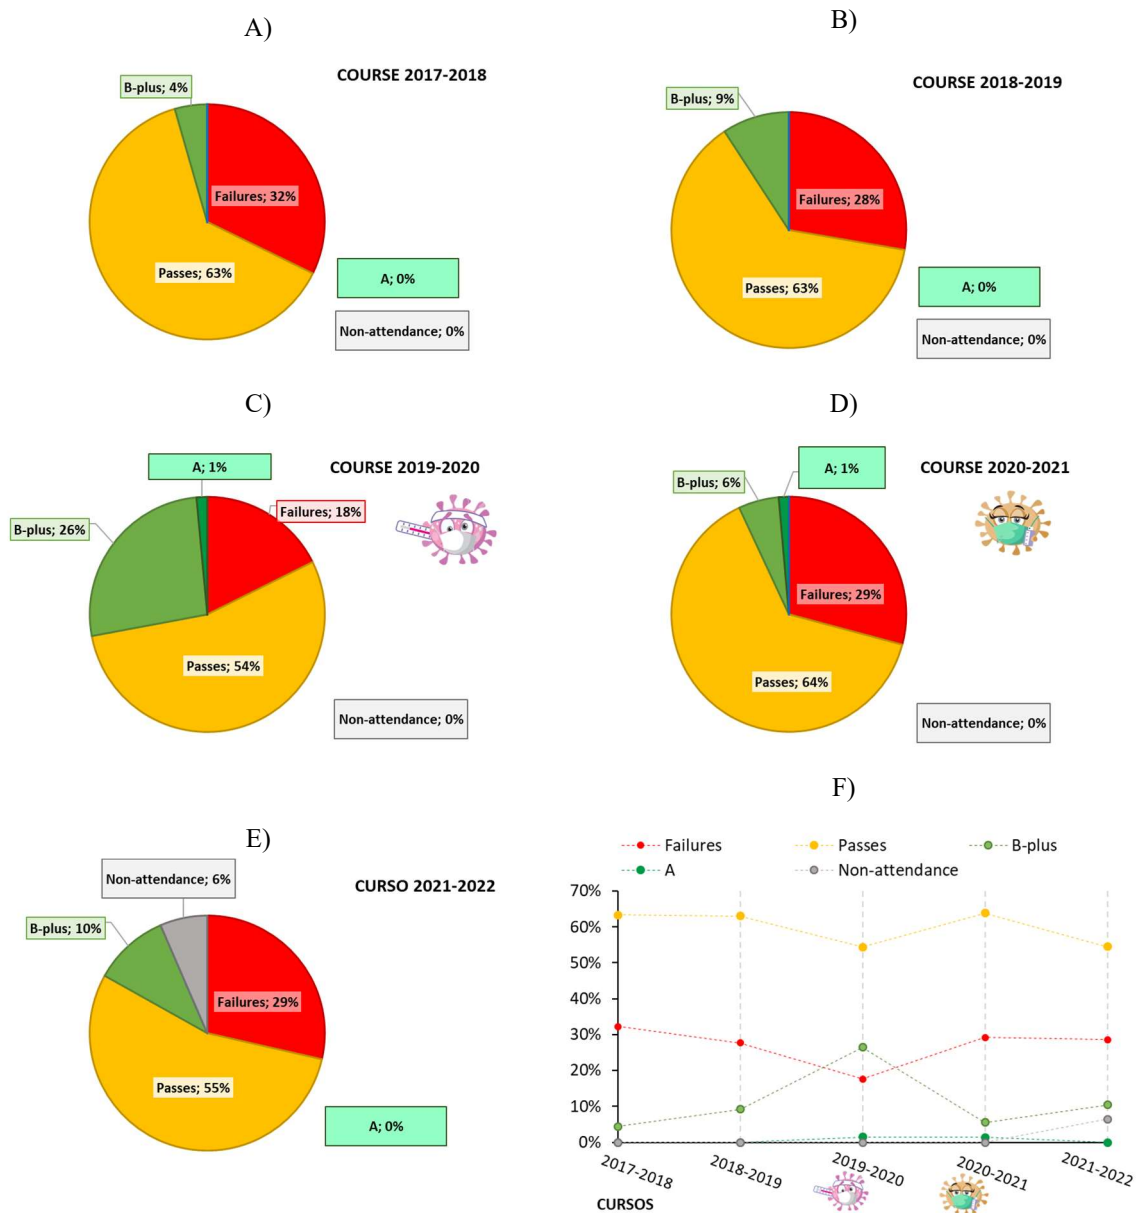 A)
COURSE 2017-2018
B-plus; 4%
Failures; 32%
Passes; 63%
A; 0%
Non-attendance; 0%
B)
COURSE 2018-2019
B-plus; 9%
Failures; 28%
Passes; 63%
A; 0%
Non-attendance; 0%
C)
COURSE 2019-2020
A; 1%
Failures; 18%
B-plus; 26%
Passes; 54%
Non-attendance; 0%
D)
COURSE 2020-2021
A; 1%
B-plus; 6%
Failures; 29%
Passes; 64%
Non-attendance; 0%
E)
CURSO 2021-2022
Non-attendance; 6%
B-plus; 10%
Failures; 29%
Passes; 55%
A; 0%
F)
Failures
Passes
B-plus
A
Non-attendance
70%
60%
50%
40%
30%
20%
10%
0%
2017-2018
2018-2019
2019-2020
2020-2021
2021-2022
CURSOS